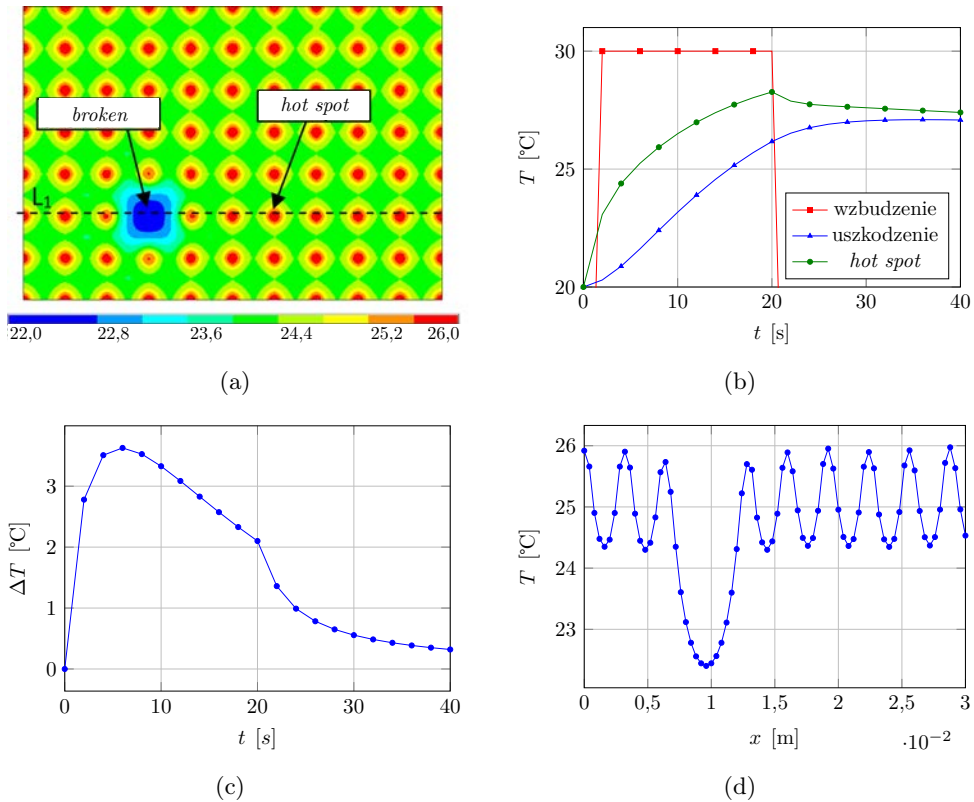 broken
hot spot
L1
22,0 22,8 23,6 24,4 25,2 26,0
(a)
T [℃]
30
25
20
wzbudzenie
uszkodzenie
hot spot
0 10 20 30 40
t [s]
(b)
ΔT [℃]
3
2
1
0
0 10 20 30 40
t [s]
(c)
T [℃]
26
25
24
23
0 0,5 1 1,5 2 2,5 3
x [m]
·10⁻²
(d)